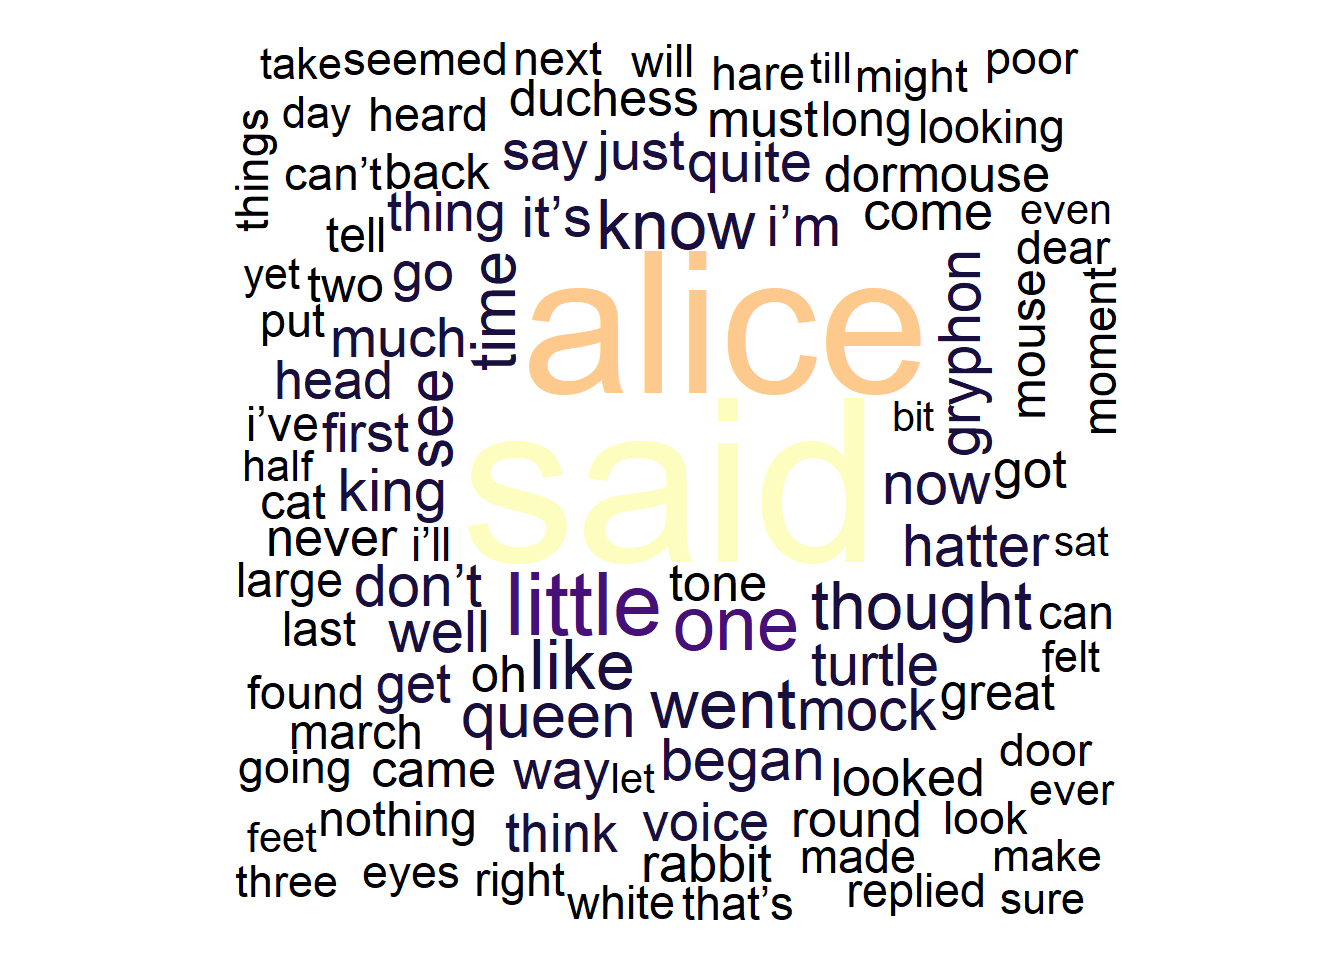 take seemed next will hare till might poor
things day heard duchess must long looking
can’t back say just quite dormouse
tell thing it’s know i’m come even
yet two go time alice gryphon mouse dear moment
put much
head see
i’ve first bit
half said now got
cat king
never i’ll hatter sat
large don’t little tone one thought can
last well turtle felt
found get oh like went mock great
march queen
going came way let began looked door ever
feet nothing think voice round look
three eyes right rabbit made make
white that’s replied sure